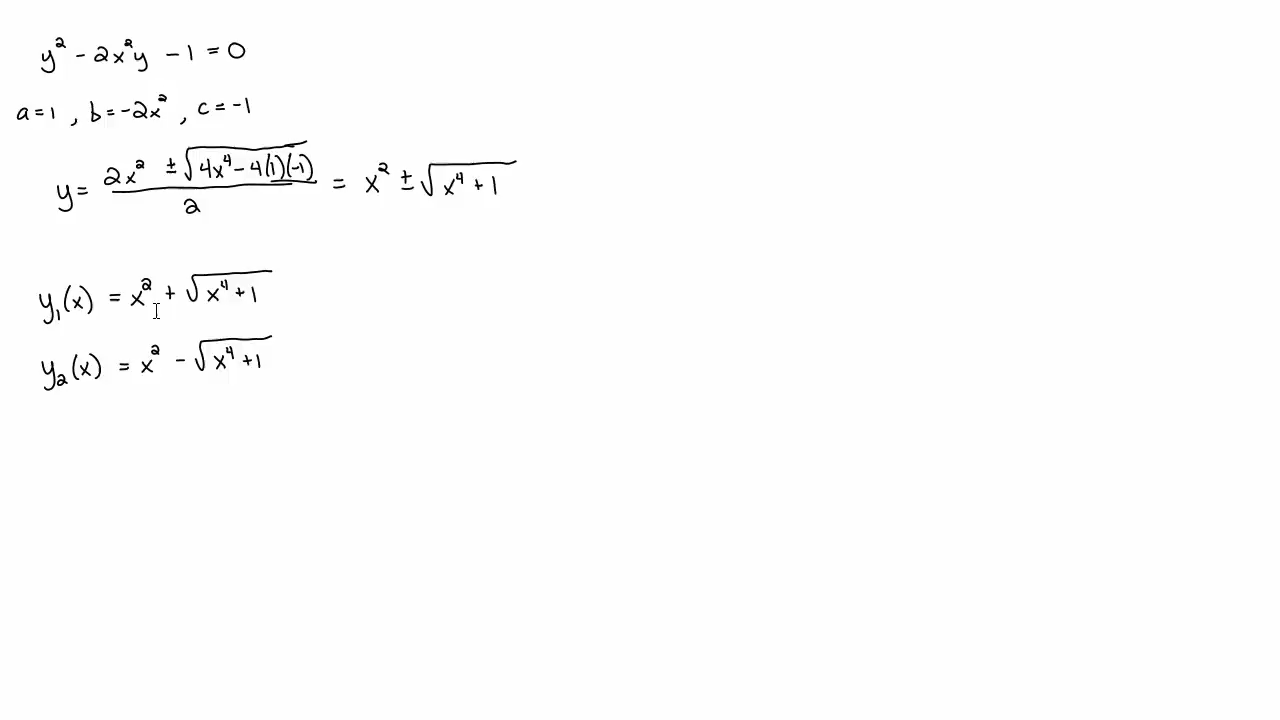 y² - 2x²y - 1 = 0
a = 1 , b = -2x² , c = -1
y = (2x² ± √(4x⁴ - 4(1)(-1)))/2 = x² ± √(x⁴ + 1)
y₁(x) = x² + √(x⁴ + 1)
y₂(x) = x² - √(x⁴ + 1)